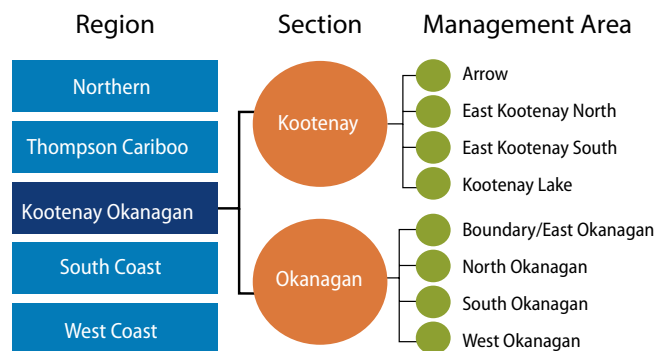 Region
Section
Management Area
Northern
Thompson Cariboo
Kootenay Okanagan
South Coast
West Coast
Kootenay
Okanagan
Arrow
East Kootenay North
East Kootenay South
Kootenay Lake
Boundary/East Okanagan
North Okanagan
South Okanagan
West Okanagan